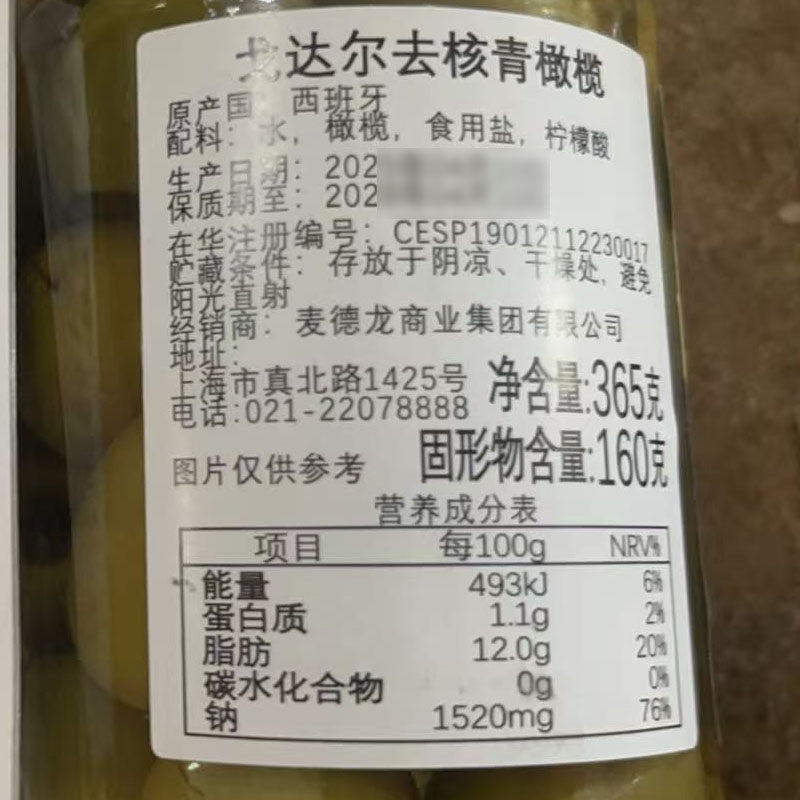 戈达尔去核青橄榄
原产国：西班牙
配料：水，橄榄，食用盐，柠檬酸
生产日期：202
保质期至：202
在华注册编号：CESP19012112230017
贮藏条件：存放于阴凉、干燥处，避免
阳光直射
经销商：麦德龙商业集团有限公司
地址：
上海市真北路1425号
电话:021-22078888
净含量:365克
固形物含量:160克
图片仅供参考
营养成分表
项目 每100g NRV%
能量 493kJ 6%
蛋白质 1.1g 2%
脂肪 12.0g 20%
碳水化合物 0g 0%
钠 1520mg 76%